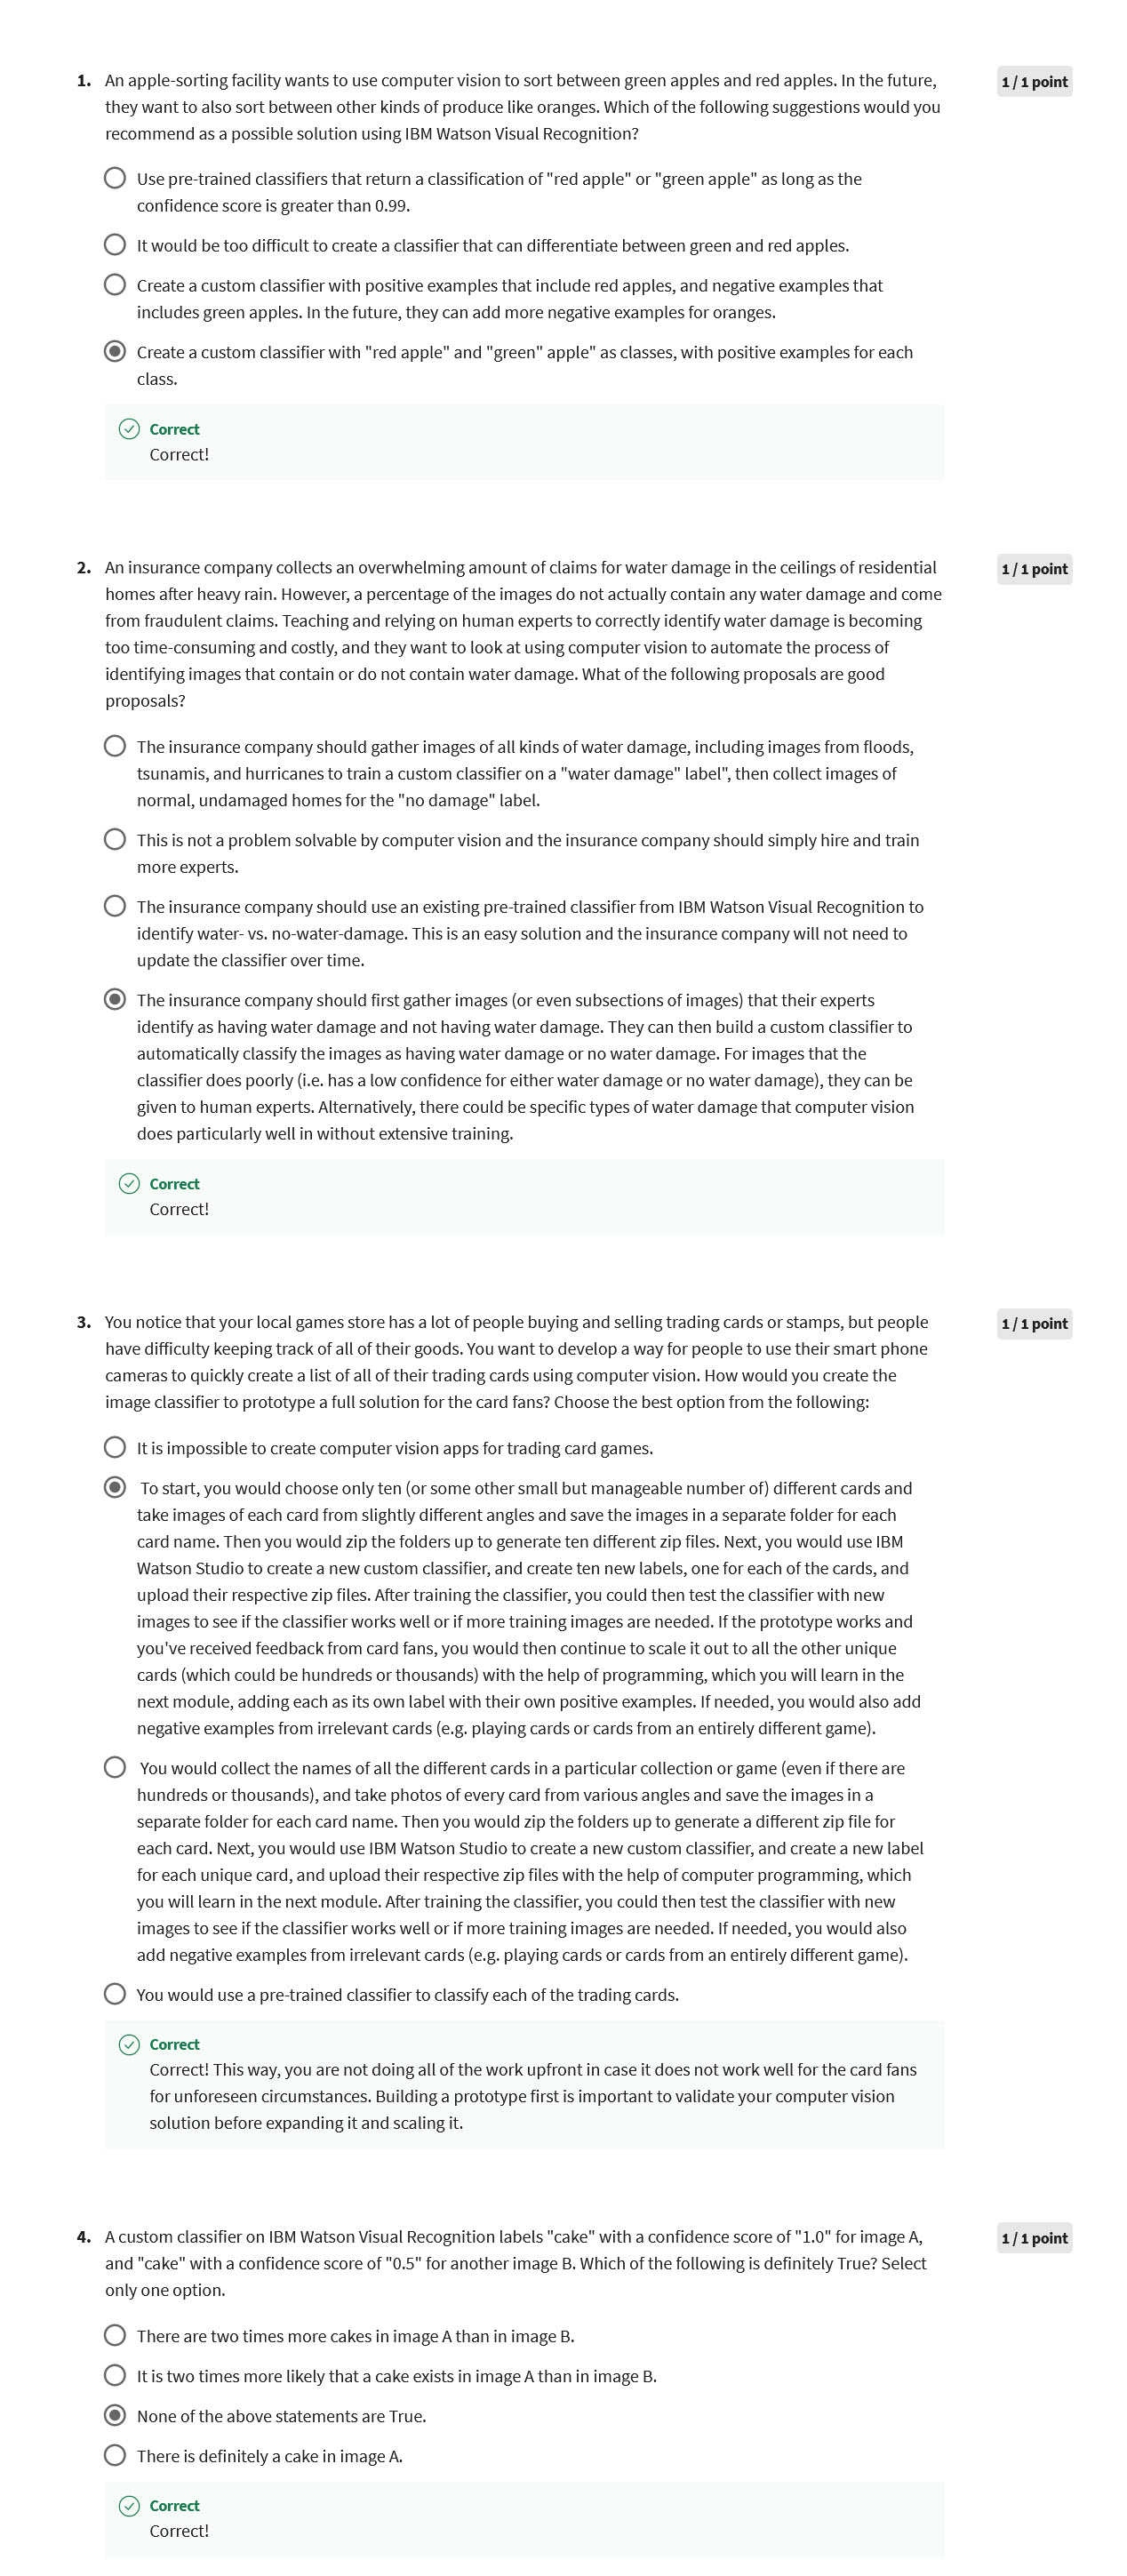 1. An apple-sorting facility wants to use computer vision to sort between green apples and red apples. In the future,
they want to also sort between other kinds of produce like oranges. Which of the following suggestions would you
recommend as a possible solution using IBM Watson Visual Recognition?
1 / 1 point
Use pre-trained classifiers that return a classification of "red apple" or "green apple" as long as the
confidence score is greater than 0.99.
It would be too difficult to create a classifier that can differentiate between green and red apples.
Create a custom classifier with positive examples that include red apples, and negative examples that
includes green apples. In the future, they can add more negative examples for oranges.
Create a custom classifier with "red apple" and "green" apple" as classes, with positive examples for each
class.
Correct
Correct!
2. An insurance company collects an overwhelming amount of claims for water damage in the ceilings of residential
homes after heavy rain. However, a percentage of the images do not actually contain any water damage and come
from fraudulent claims. Teaching and relying on human experts to correctly identify water damage is becoming
too time-consuming and costly, and they want to look at using computer vision to automate the process of
identifying images that contain or do not contain water damage. What of the following proposals are good
proposals?
1 / 1 point
The insurance company should gather images of all kinds of water damage, including images from floods,
tsunamis, and hurricanes to train a custom classifier on a "water damage" label", then collect images of
normal, undamaged homes for the "no damage" label.
This is not a problem solvable by computer vision and the insurance company should simply hire and train
more experts.
The insurance company should use an existing pre-trained classifier from IBM Watson Visual Recognition to
identify water- vs. no-water-damage. This is an easy solution and the insurance company will not need to
update the classifier over time.
The insurance company should first gather images (or even subsections of images) that their experts
identify as having water damage and not having water damage. They can then build a custom classifier to
automatically classify the images as having water damage or no water damage. For images that the
classifier does poorly (i.e. has a low confidence for either water damage or no water damage), they can be
given to human experts. Alternatively, there could be specific types of water damage that computer vision
does particularly well in without extensive training.
Correct
Correct!
3. You notice that your local games store has a lot of people buying and selling trading cards or stamps, but people
have difficulty keeping track of all of their goods. You want to develop a way for people to use their smart phone
cameras to quickly create a list of all of their trading cards using computer vision. How would you create the
image classifier to prototype a full solution for the card fans? Choose the best option from the following:
1 / 1 point
It is impossible to create computer vision apps for trading card games.
To start, you would choose only ten (or some other small but manageable number of) different cards and
take images of each card from slightly different angles and save the images in a separate folder for each
card name. Then you would zip the folders up to generate ten different zip files. Next, you would use IBM
Watson Studio to create a new custom classifier, and create ten new labels, one for each of the cards, and
upload their respective zip files. After training the classifier, you could then test the classifier with new
images to see if the classifier works well or if more training images are needed. If the prototype works and
you've received feedback from card fans, you would then continue to scale it out to all the other unique
cards (which could be hundreds or thousands) with the help of programming, which you will learn in the
next module, adding each as its own label with their own positive examples. If needed, you would also add
negative examples from irrelevant cards (e.g. playing cards or cards from an entirely different game).
You would collect the names of all the different cards in a particular collection or game (even if there are
hundreds or thousands), and take photos of every card from various angles and save the images in a
separate folder for each card name. Then you would zip the folders up to generate a different zip file for
each card. Next, you would use IBM Watson Studio to create a new custom classifier, and create a new label
for each unique card, and upload their respective zip files with the help of computer programming, which
you will learn in the next module. After training the classifier, you could then test the classifier with new
images to see if the classifier works well or if more training images are needed. If needed, you would also
add negative examples from irrelevant cards (e.g. playing cards or cards from an entirely different game).
You would use a pre-trained classifier to classify each of the trading cards.
Correct
Correct! This way, you are not doing all of the work upfront in case it does not work well for the card fans
for unforeseen circumstances. Building a prototype first is important to validate your computer vision
solution before expanding it and scaling it.
4. A custom classifier on IBM Watson Visual Recognition labels "cake" with a confidence score of "1.0" for image A,
and "cake" with a confidence score of "0.5" for another image B. Which of the following is definitely True? Select
only one option.
1 / 1 point
There are two times more cakes in image A than in image B.
It is two times more likely that a cake exists in image A than in image B.
None of the above statements are True.
There is definitely a cake in image A.
Correct
Correct!